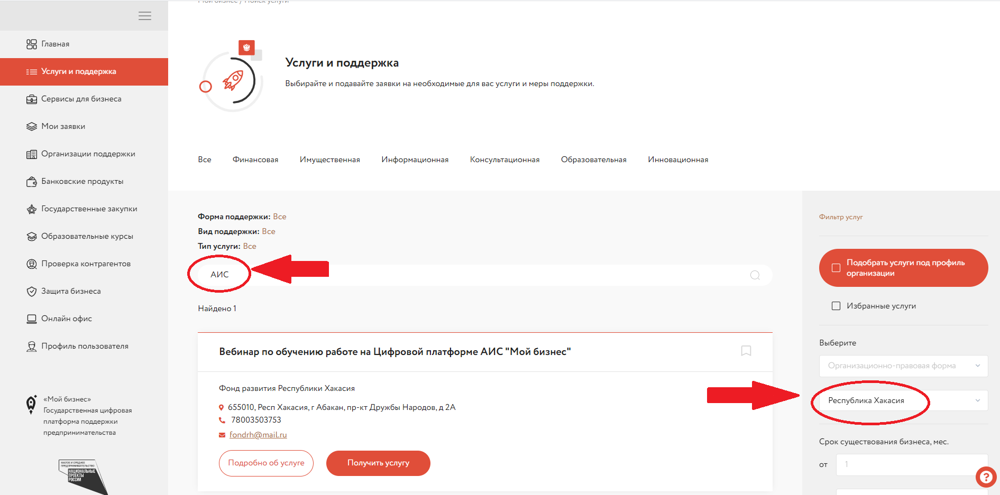 Мой бизнес / Поиск услуги
Главная
Услуги и поддержка
Сервисы для бизнеса
Мои заявки
Организации поддержки
Банковские продукты
Государственные закупки
Образовательные курсы
Проверка контрагентов
Защита бизнеса
Онлайн офис
Профиль пользователя
«Мой бизнес»
Государственная цифровая
платформа поддержки
предпринимательства
МАЛОЕ И СРЕДНЕЕ
ПРЕДПРИНИМАТЕЛЬСТВО
НАЦИОНАЛЬНЫЕ
ПРОЕКТЫ
РОССИИ
Услуги и поддержка
Выбирайте и подавайте заявки на необходимые для вас услуги и меры поддержки.
Все Финансовая Имущественная Информационная Консультационная Образовательная Инновационная
Форма поддержки: Все
Вид поддержки: Все
Тип услуги: Все
АИС
Найдено 1
Вебинар по обучению работе на Цифровой платформе АИС "Мой бизнес"
Фонд развития Республики Хакасия
655010, Респ Хакасия, г Абакан, пр-кт Дружбы Народов, д 2А
78003503753
fondrh@mail.ru
Подробно об услуге Получить услугу
Фильтр услуг
Подобрать услуги под профиль
организации
Избранные услуги
Выберите
Организационно-правовая форма
Республика Хакасия
Срок существования бизнеса, мес.
от 1
?